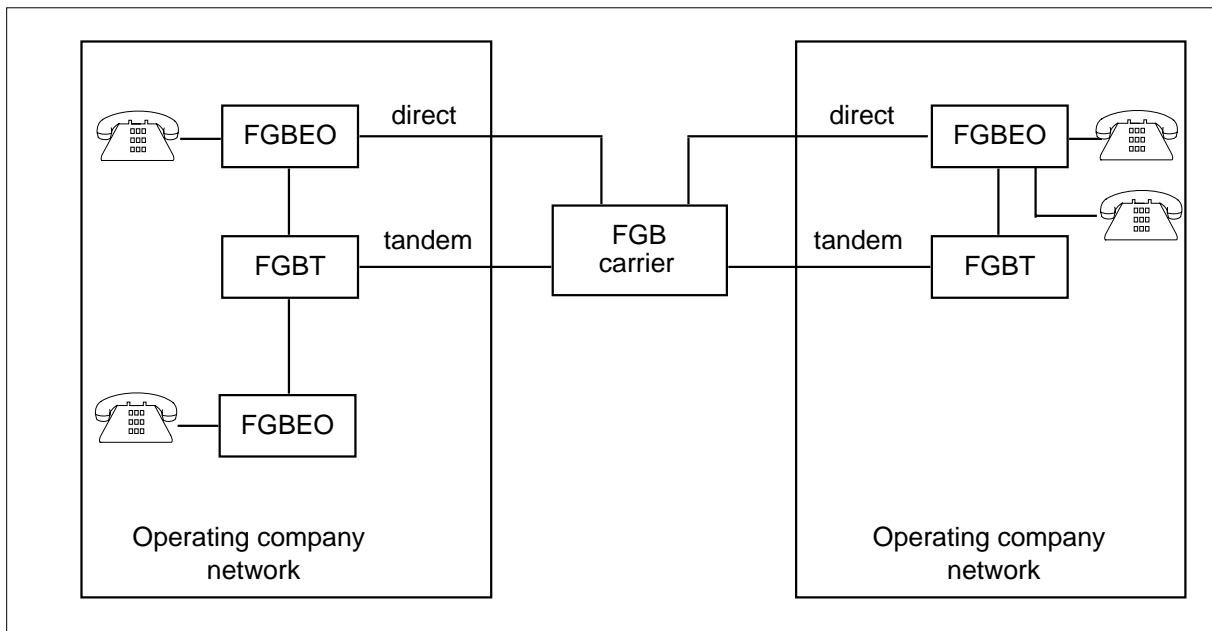 direct
direct
FGBEO
FGBEO
FGB
carrier
tandem
tandem
FGBT
FGBT
FGBEO
Operating company
network
Operating company
network